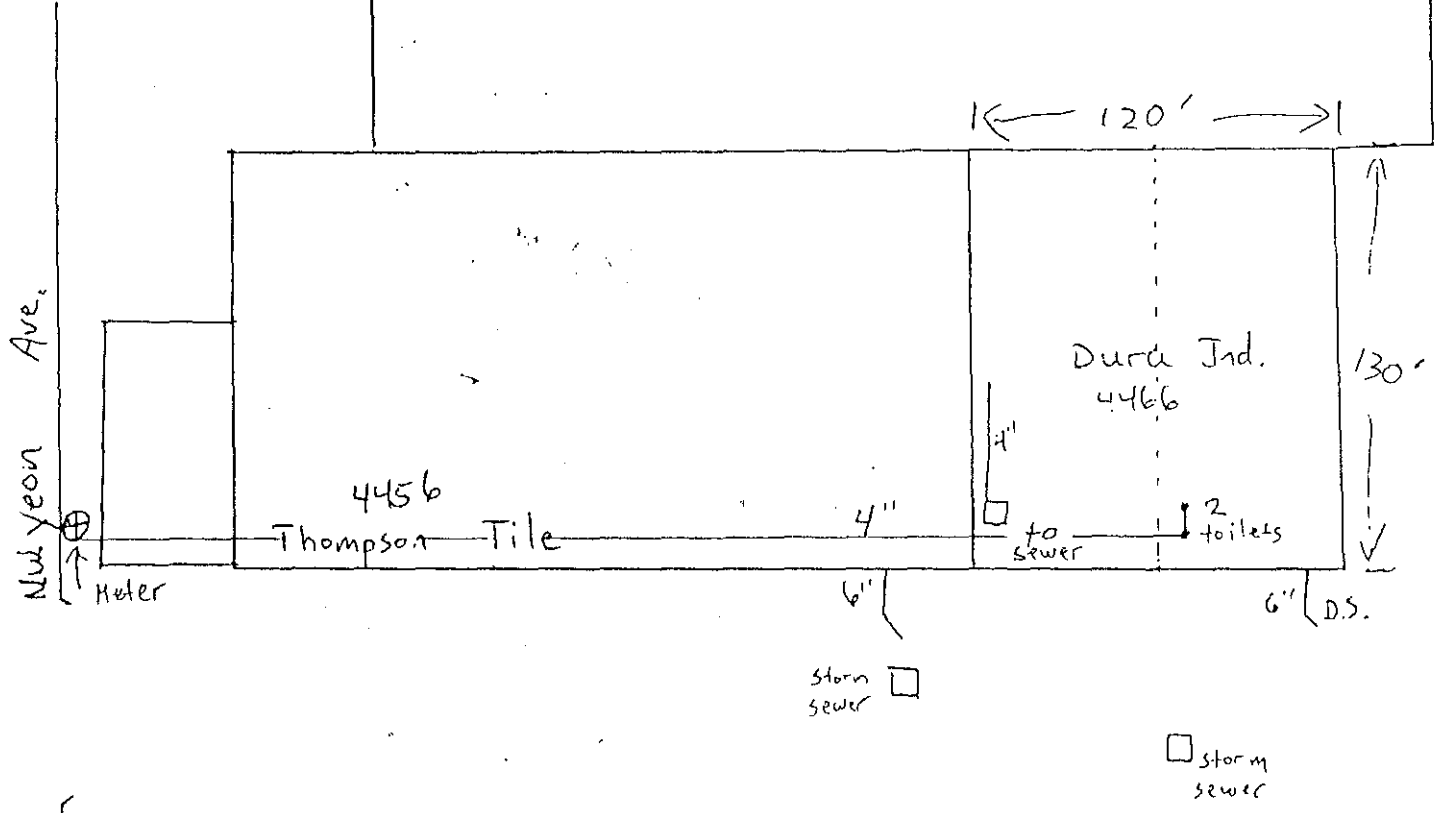 120'
130'
NW Yeon Ave.
Dura Ind.
4466
4"
4456
Thompson Tile
4"
to
sewer
2
toilets
Meter
6"
6" D.S.
storm
sewer
storm
sewer